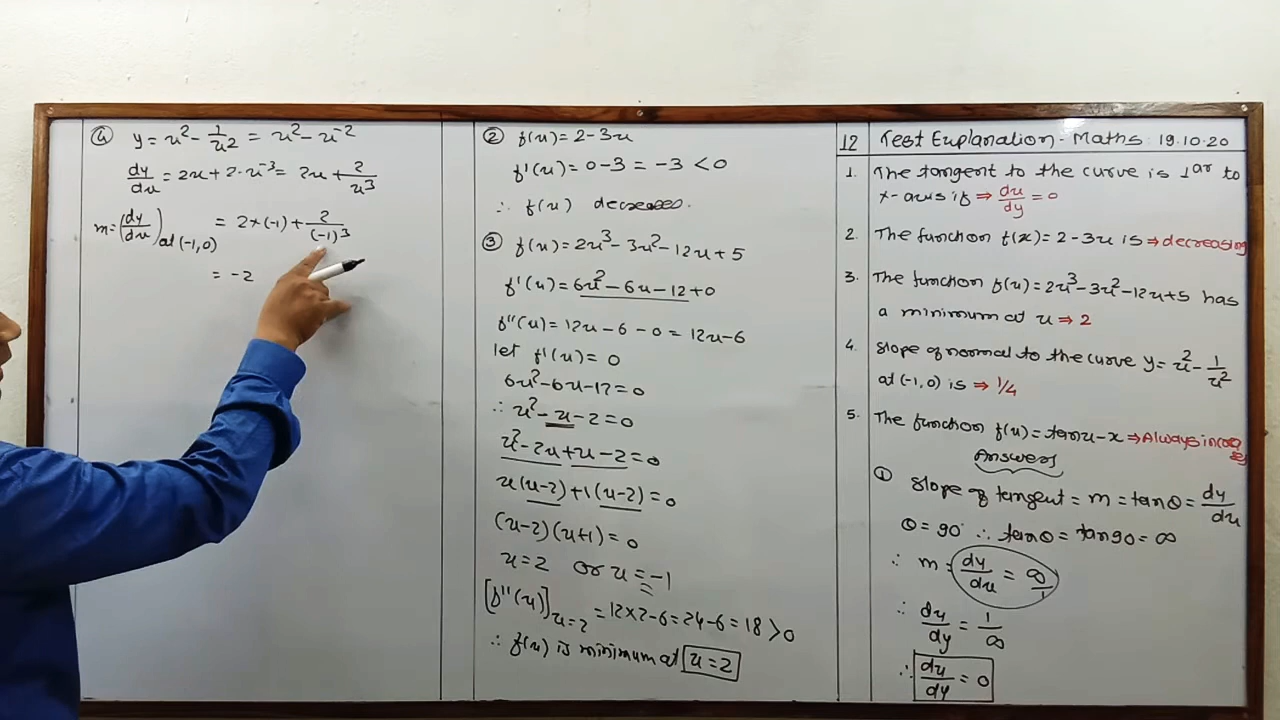 ④ y = x² - 1/x² = x² - x⁻²
dy/dx = 2x + 2·x⁻³ = 2x + 2/x³
m = (dy/dx) at (-1,0) = 2×(-1) + 2/(-1)³
= -2
② f(x) = 2-3x
f'(x) = 0-3 = -3 < 0
∴ f(x) decreases.
③ f(x) = 2x³ - 3x² - 12x + 5
f'(x) = 6x² - 6x - 12 + 0
f''(x) = 12x - 6 - 0 = 12x - 6
let f'(x) = 0
6x² - 6x - 12 = 0
∴ x² - x - 2 = 0
x² - 2x + x - 2 = 0
x(x-2) + 1(x-2) = 0
(x-2)(x+1) = 0
x = 2 or x = -1
[f''(x)]x=2 = 12×2-6 = 24-6 = 18 > 0
∴ f(x) is minimum at x = 2
12 Test Explanation - Maths: 19.10.20
1. The tangent to the curve is ⊥ar to
x-axis if ⇒ dx/dy = 0
2. The function f(x) = 2-3x is ⇒ decreasing
3. The function f(x) = 2x³ - 3x² - 12x + 5 has
a minimum at x ⇒ 2
4. Slope of normal to the curve y = x² - 1/x²
at (-1,0) is ⇒ 1/4
5. The function f(x) = tanx - x ⇒ Always
Answers
① Slope of tangent = m = tanθ = dy/dx
θ = 90° ∴ tanθ = tan90 = ∞
∴ m = dy/dx = ∞/1
∴ dx/dy = 1/∞
∴ dx/dy = 0